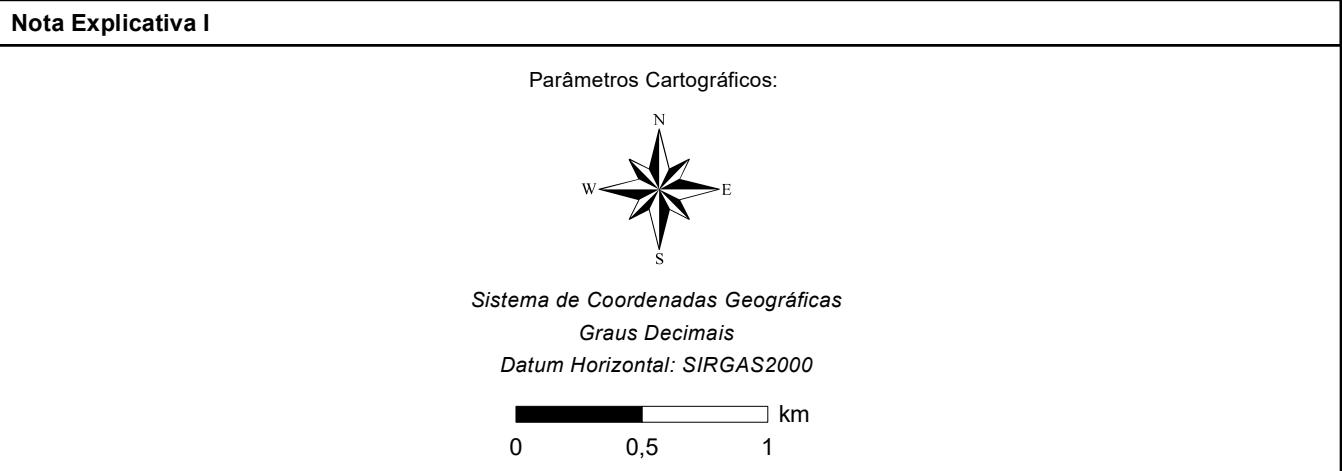 Nota Explicativa I
Parâmetros Cartográficos:
N
W E
S
Sistema de Coordenadas Geográficas
Graus Decimais
Datum Horizontal: SIRGAS2000
km
0 0,5 1